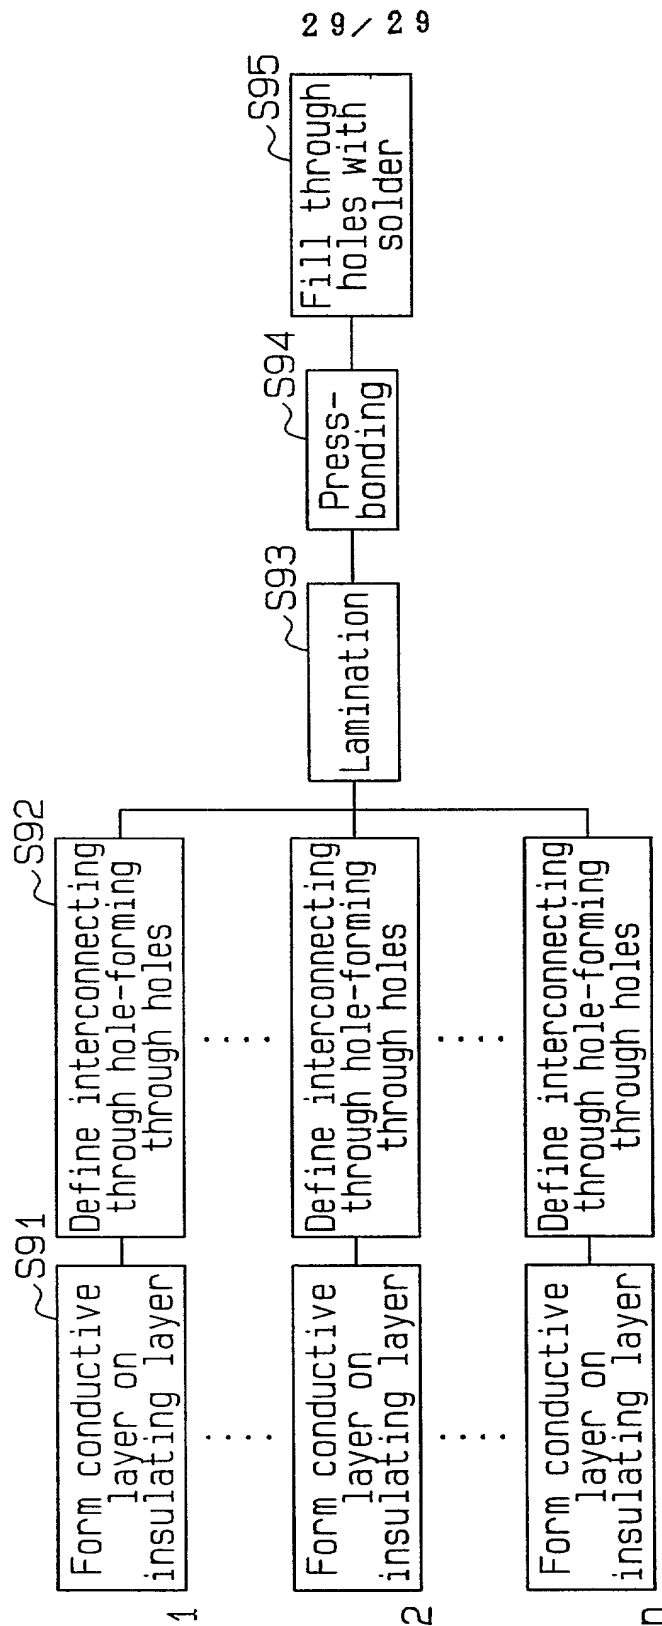 29/29
1
S91
Form conductive
layer on
insulating layer
S92
Define interconnecting
through hole-forming
through holes
2
Form conductive
layer on
insulating layer
Define interconnecting
through hole-forming
through holes
n
Form conductive
layer on
insulating layer
Define interconnecting
through hole-forming
through holes
S93
Lamination
S94
Press-
bonding
S95
Fill through
holes with
solder